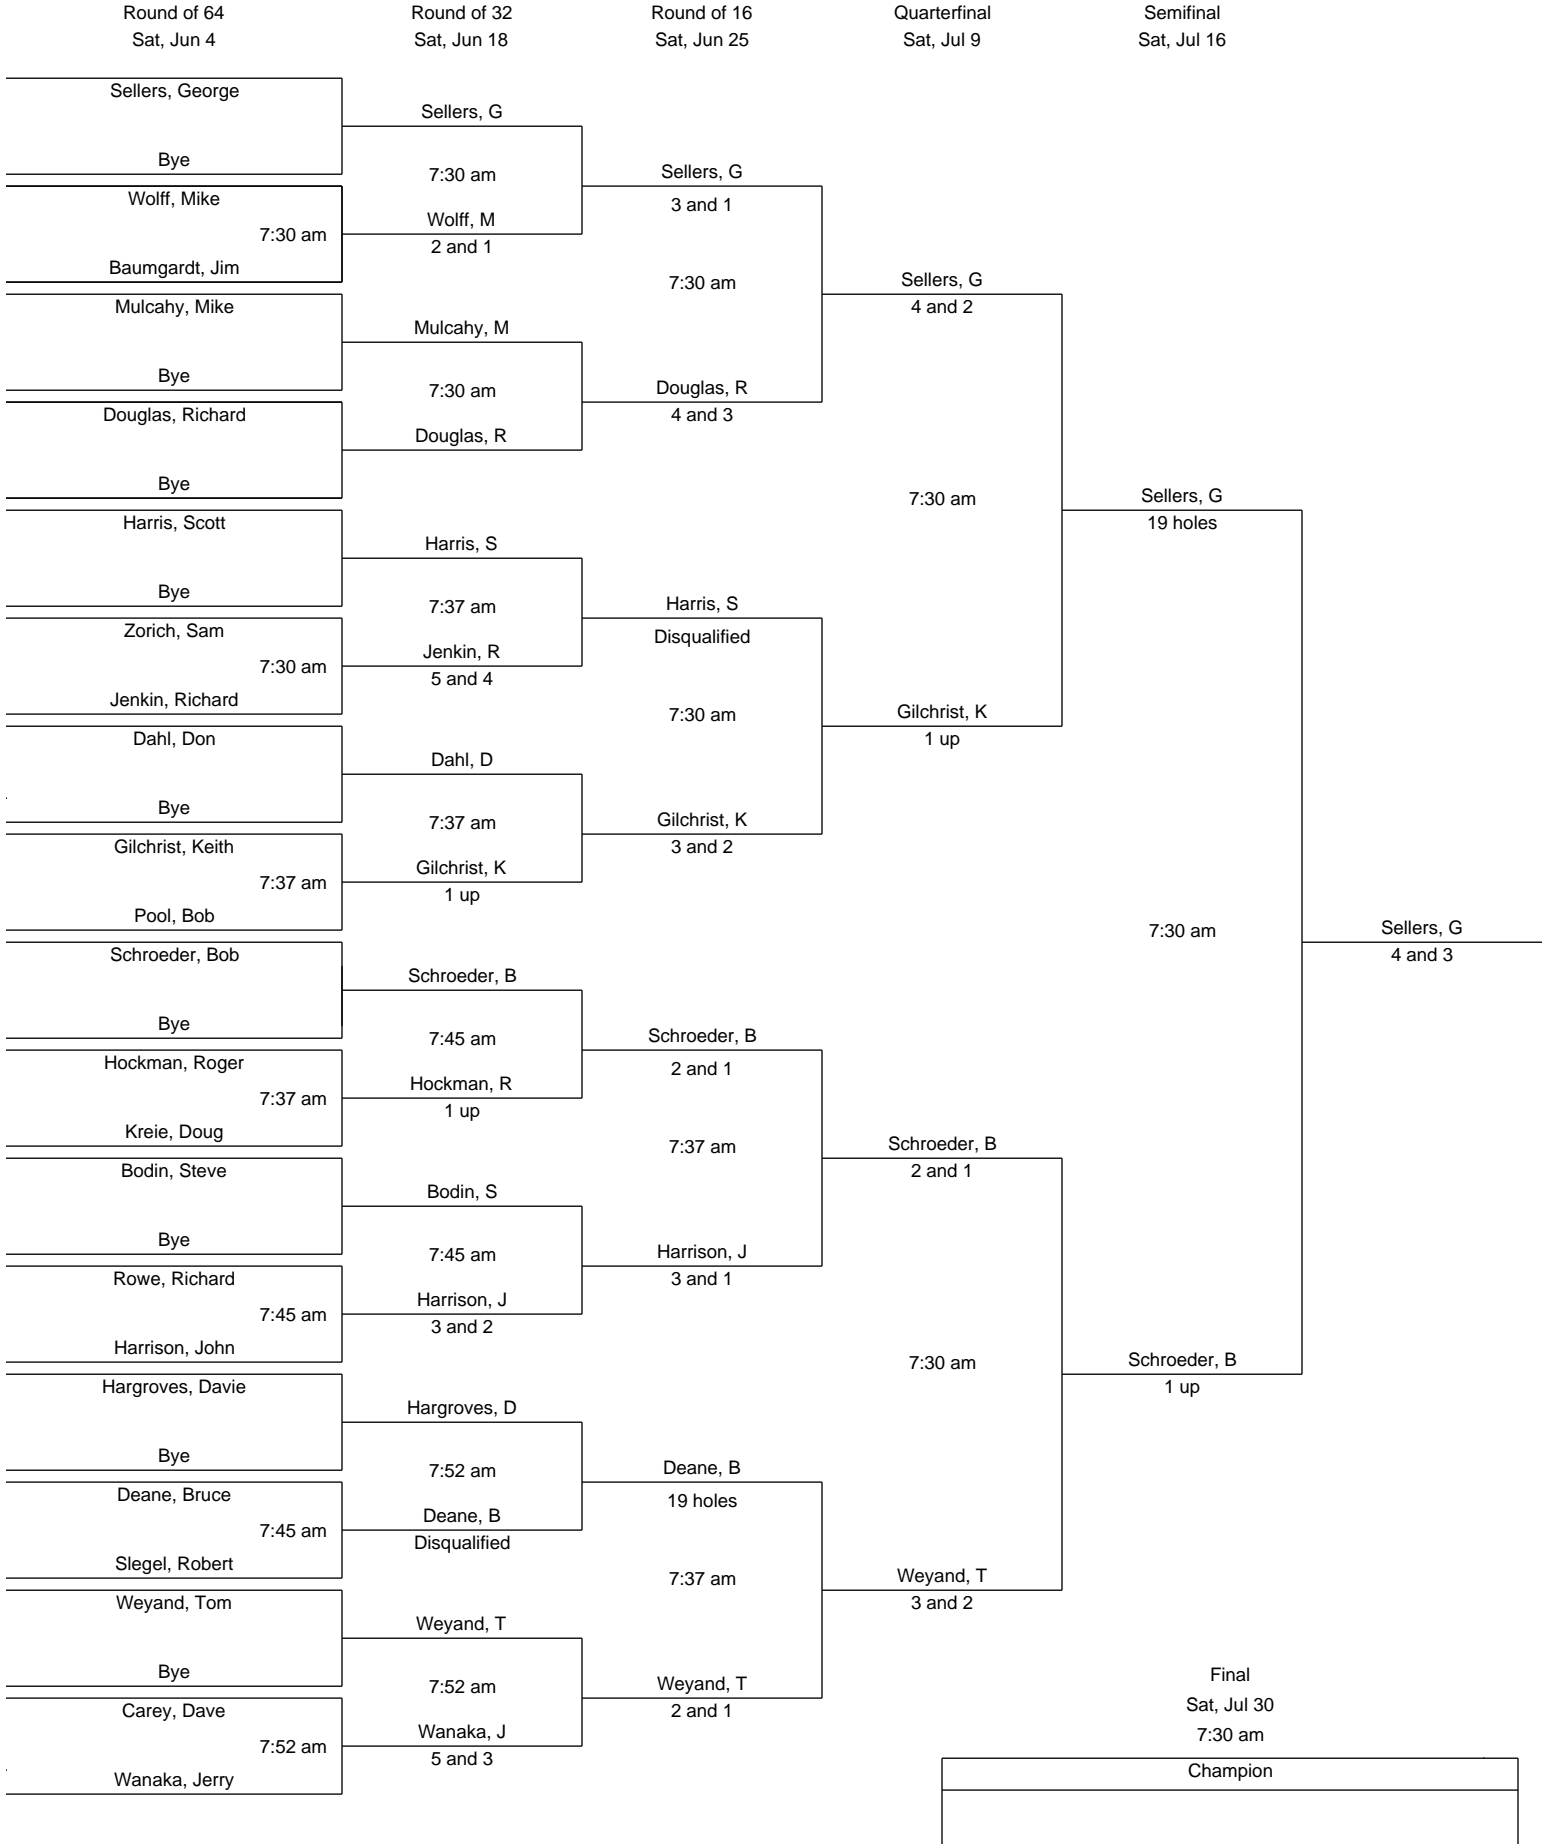 Round of 64
Sat, Jun 4
Round of 32
Sat, Jun 18
Round of 16
Sat, Jun 25
Quarterfinal
Sat, Jul 9
Semifinal
Sat, Jul 16
Sellers, George
Bye
Wolff, Mike
7:30 am
Baumgardt, Jim
Mulcahy, Mike
Bye
Douglas, Richard
Bye
Harris, Scott
Bye
Zorich, Sam
7:30 am
Jenkin, Richard
Dahl, Don
Bye
Gilchrist, Keith
7:37 am
Pool, Bob
Schroeder, Bob
Bye
Hockman, Roger
7:37 am
Kreie, Doug
Bodin, Steve
Bye
Rowe, Richard
7:45 am
Harrison, John
Hargroves, Davie
Bye
Deane, Bruce
7:45 am
Slegel, Robert
Weyand, Tom
Bye
Carey, Dave
7:52 am
Wanaka, Jerry
Sellers, G
7:30 am
Wolff, M
2 and 1
Mulcahy, M
7:30 am
Douglas, R
Harris, S
7:37 am
Jenkin, R
5 and 4
Dahl, D
7:37 am
Gilchrist, K
1 up
Schroeder, B
7:45 am
Hockman, R
1 up
Bodin, S
7:45 am
Harrison, J
3 and 2
Hargroves, D
7:52 am
Deane, B
Disqualified
Weyand, T
7:52 am
Wanaka, J
5 and 3
Sellers, G
3 and 1
7:30 am
Douglas, R
4 and 3
Harris, S
Disqualified
7:30 am
Gilchrist, K
3 and 2
Schroeder, B
2 and 1
7:37 am
Harrison, J
3 and 1
Deane, B
19 holes
7:37 am
Weyand, T
2 and 1
Sellers, G
4 and 2
7:30 am
Gilchrist, K
1 up
Schroeder, B
2 and 1
7:30 am
Weyand, T
3 and 2
Sellers, G
19 holes
7:30 am
Schroeder, B
1 up
Sellers, G
4 and 3
Final
Sat, Jul 30
7:30 am
Champion